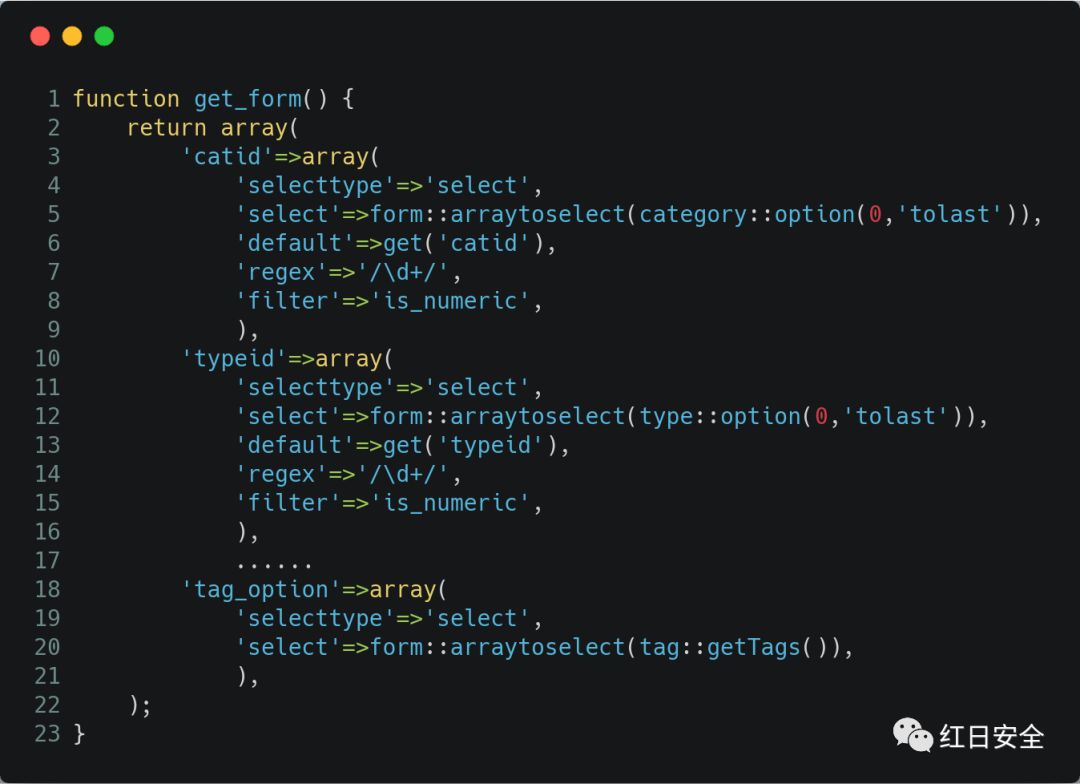 1 function get_form() {
2     return array(
3         'catid'=>array(
4             'selecttype'=>'select',
5             'select'=>form::arraytoselect(category::option(0,'tolast')),
6             'default'=>get('catid'),
7             'regex'=>'/\d+/',
8             'filter'=>'is_numeric',
9             ),
10         'typeid'=>array(
11             'selecttype'=>'select',
12             'select'=>form::arraytoselect(type::option(0,'tolast')),
13             'default'=>get('typeid'),
14             'regex'=>'/\d+/',
15             'filter'=>'is_numeric',
16             ),
17             ......
18         'tag_option'=>array(
19             'selecttype'=>'select',
20             'select'=>form::arraytoselect(tag::getTags()),
21             ),
22     );
23 }
红日安全